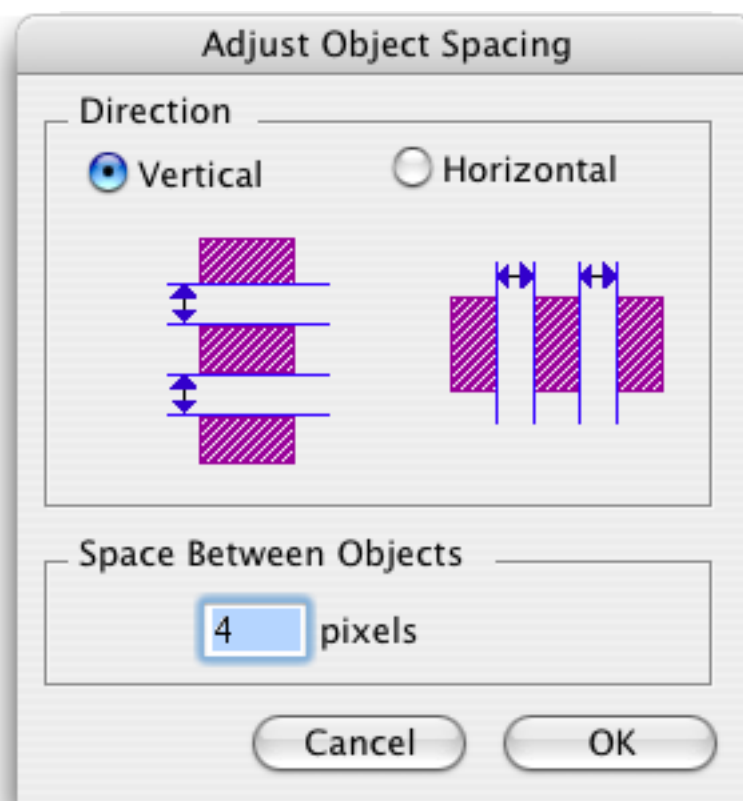 Adjust Object Spacing
Direction
Vertical Horizontal
Space Between Objects
4 pixels
Cancel OK